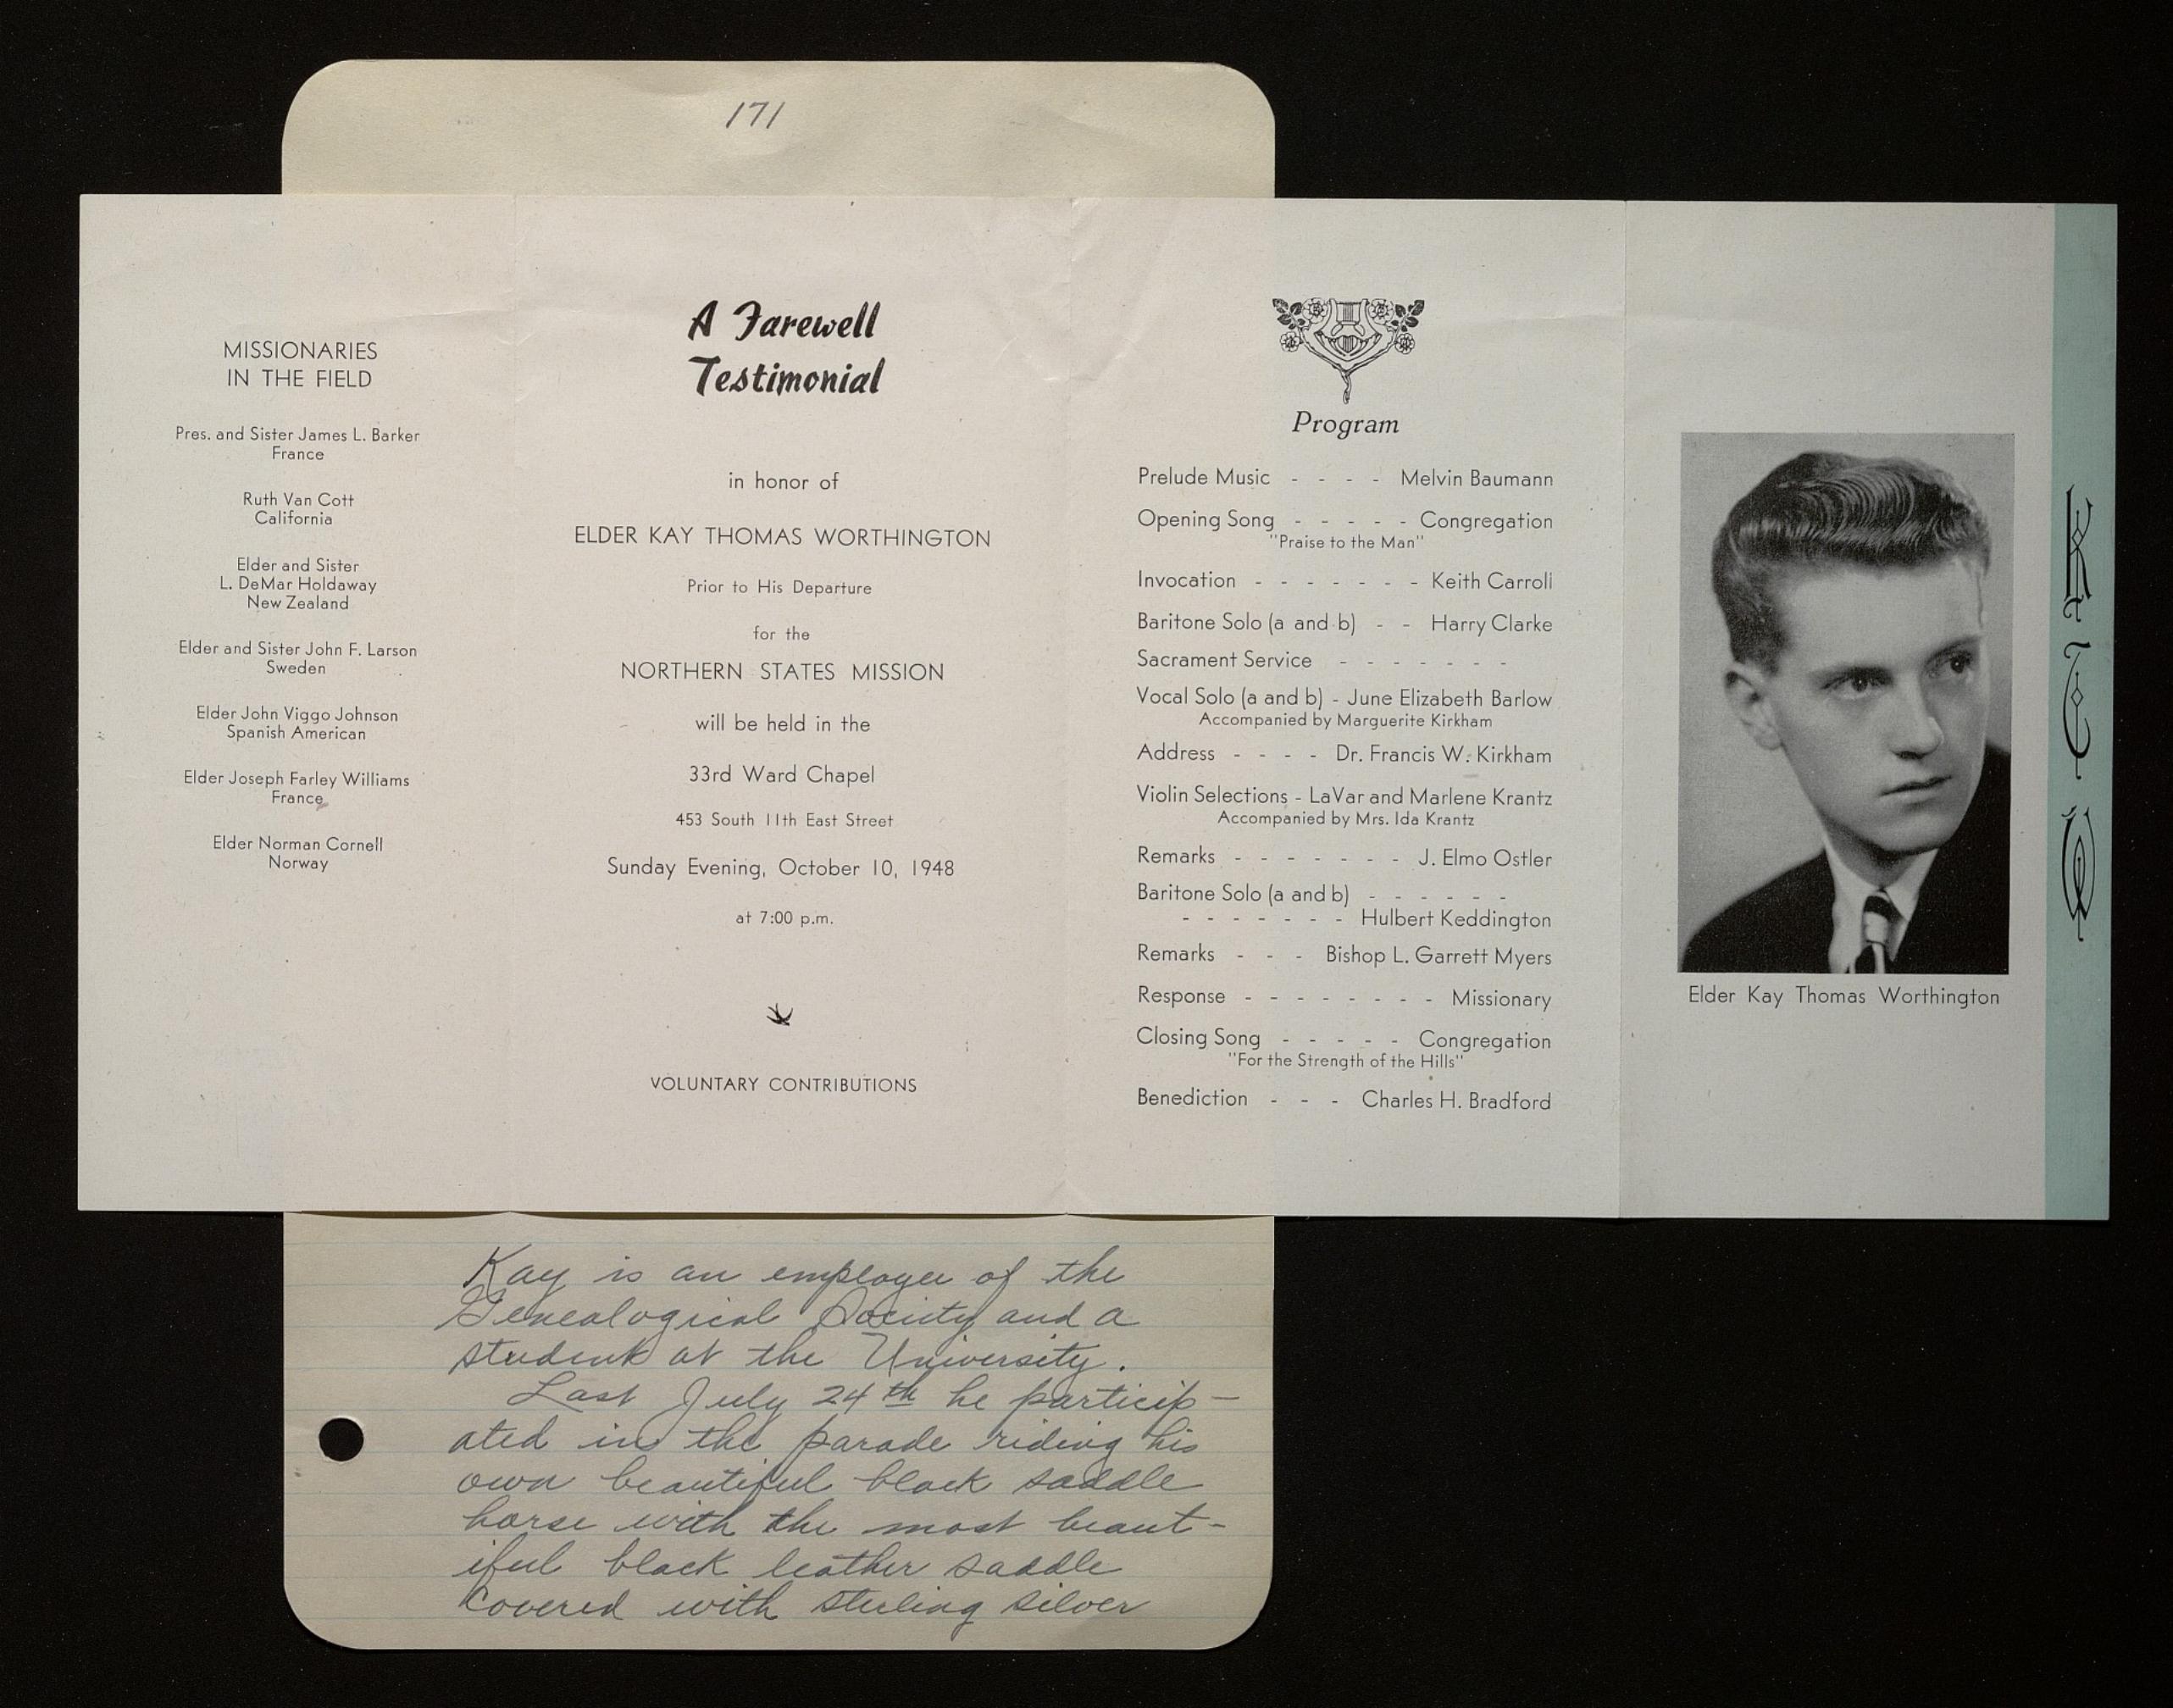 171
MISSIONARIES
IN THE FIELD
Pres. and Sister James L. Barker
France
Ruth Van Cott
California
Elder and Sister
L. DeMar Holdaway
New Zealand
Elder and Sister John F. Larson
Sweden
Elder John Viggo Johnson
Spanish American
Elder Joseph Farley Williams
France
Elder Norman Cornell
Norway
A Farewell
Testimonial
in honor of
ELDER KAY THOMAS WORTHINGTON
Prior to His Departure
for the
NORTHERN STATES MISSION
will be held in the
33rd Ward Chapel
453 South 11th East Street
Sunday Evening, October 10, 1948
at 7:00 p.m.
VOLUNTARY CONTRIBUTIONS
Program
Prelude Music - - - - Melvin Baumann
Opening Song - - - - - Congregation
"Praise to the Man"
Invocation - - - - - - - Keith Carroll
Baritone Solo (a and b) - - Harry Clarke
Sacrament Service - - - - - - -
Vocal Solo (a and b) - June Elizabeth Barlow
Accompanied by Marguerite Kirkham
Address - - - - Dr. Francis W. Kirkham
Violin Selections - LaVar and Marlene Krantz
Accompanied by Mrs. Ida Krantz
Remarks - - - - - - - J. Elmo Ostler
Baritone Solo (a and b) - - - - - -
- - - - - - - Hulbert Keddington
Remarks - - - Bishop L. Garrett Myers
Response - - - - - - - - Missionary
Closing Song - - - - - Congregation
"For the Strength of the Hills"
Benediction - - - Charles H. Bradford
Elder Kay Thomas Worthington
K T W
Kay is an employee of the
Genealogical Society and a
student at the University.
Last July 24th he particip-
ated in the parade riding his
own beautiful black saddle
horse with the most beaut-
iful black leather saddle
covered with sterling silver